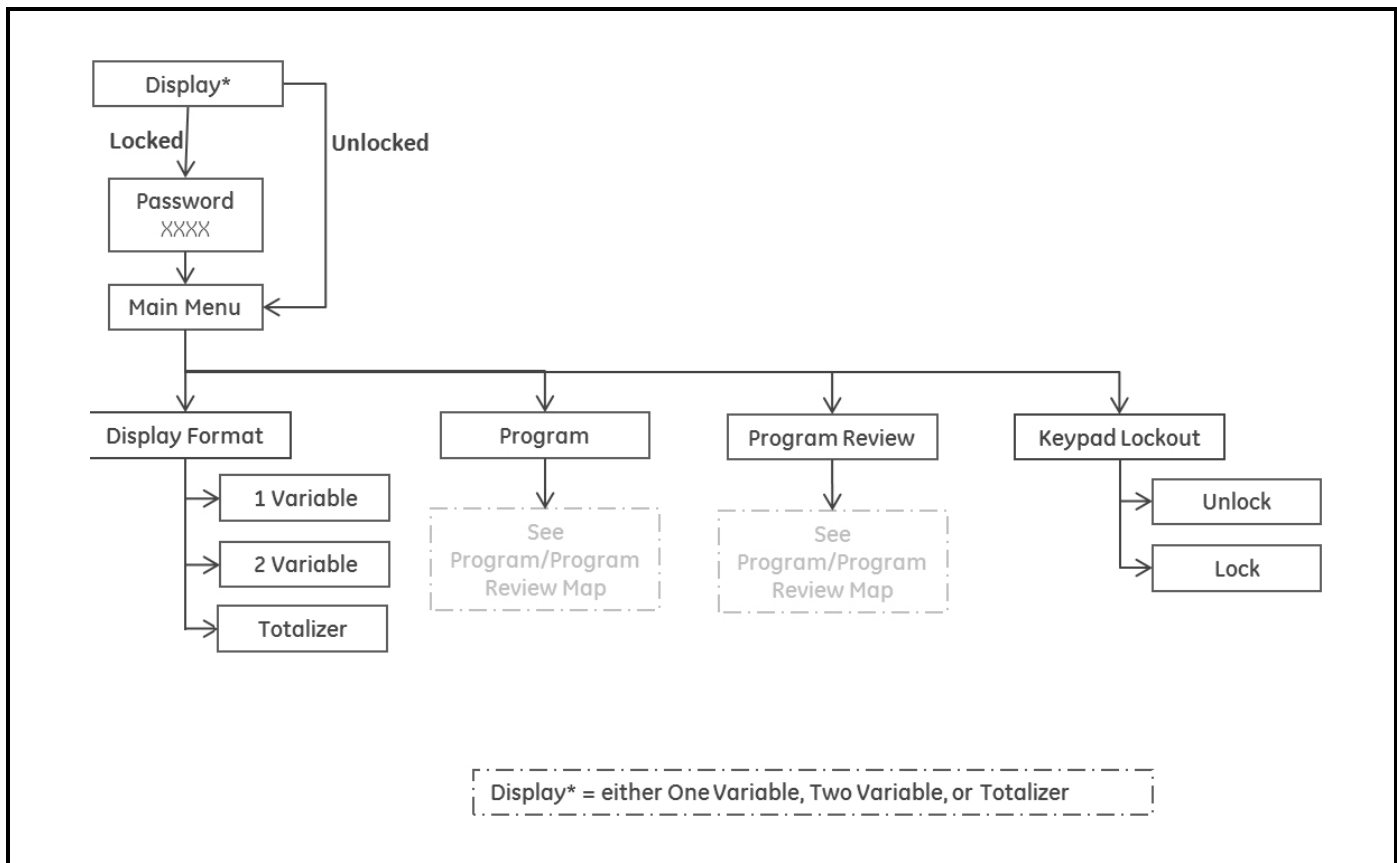 Display*
Locked
Unlocked
Password
XXXX
Main Menu
Display Format
Program
Program Review
Keypad Lockout
1 Variable
2 Variable
Totalizer
See
Program/Program
Review Map
See
Program/Program
Review Map
Unlock
Lock
Display* = either One Variable, Two Variable, or Totalizer